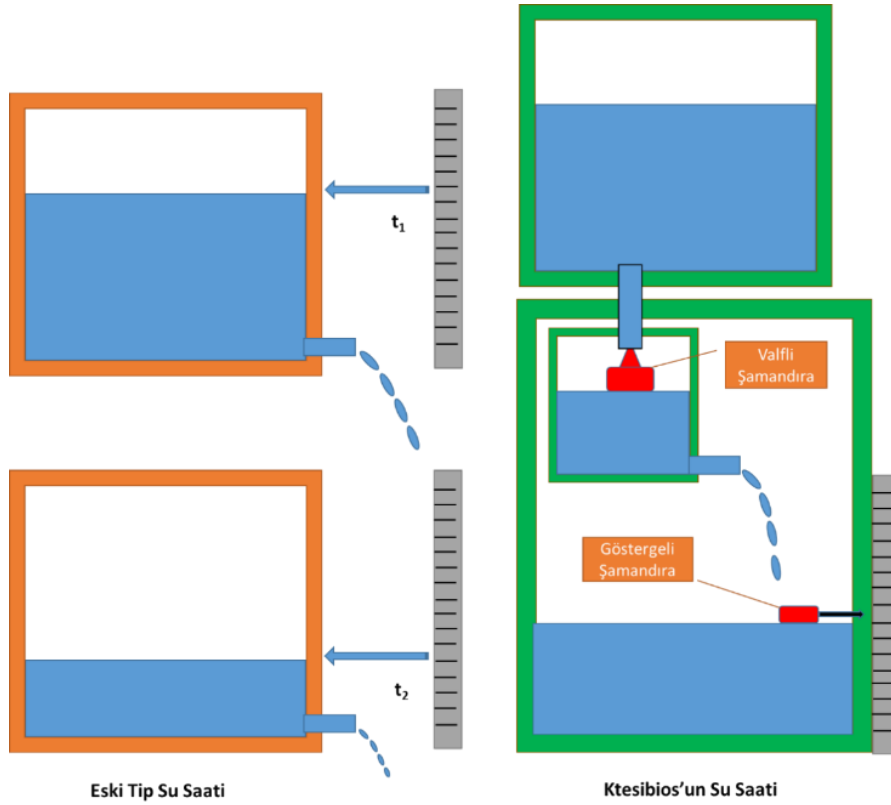 t₁
t₂
Eski Tip Su Saati
Valfli
Şamandıra
Göstergeli
Şamandıra
Ktesibios'un Su Saati